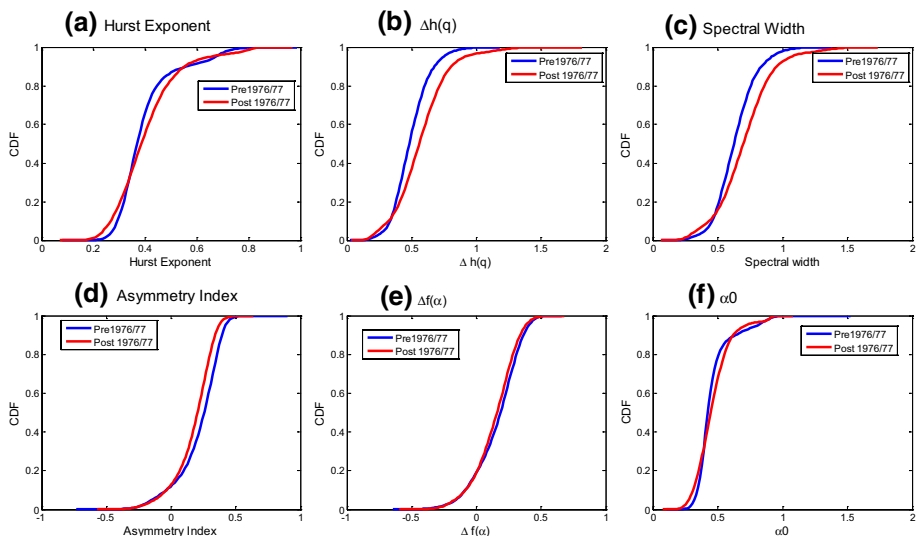 (a) Hurst Exponent
CDF
1
0.8
0.6
0.4
0.2
0
0 0.2 0.4 0.6 0.8 1
Hurst Exponent
Pre1976/77
Post 1976/77
(b) Δh(q)
CDF
1
0.8
0.6
0.4
0.2
0
0 0.5 1 1.5 2
Δ h(q)
Pre1976/77
Post 1976/77
(c) Spectral Width
CDF
1
0.8
0.6
0.4
0.2
0
0 0.5 1 1.5 2
Spectral width
Pre1976/77
Post 1976/77
(d) Asymmetry Index
CDF
1
0.8
0.6
0.4
0.2
0
-1 -0.5 0 0.5 1
Asymmetry Index
Pre1976/77
Post 1976/77
(e) Δf(α)
CDF
1
0.8
0.6
0.4
0.2
0
-1 -0.5 0 0.5 1
Δ f(α)
Pre1976/77
Post 1976/77
(f) α0
CDF
1
0.8
0.6
0.4
0.2
0
0 0.5 1 1.5 2
α0
Pre1976/77
Post 1976/77